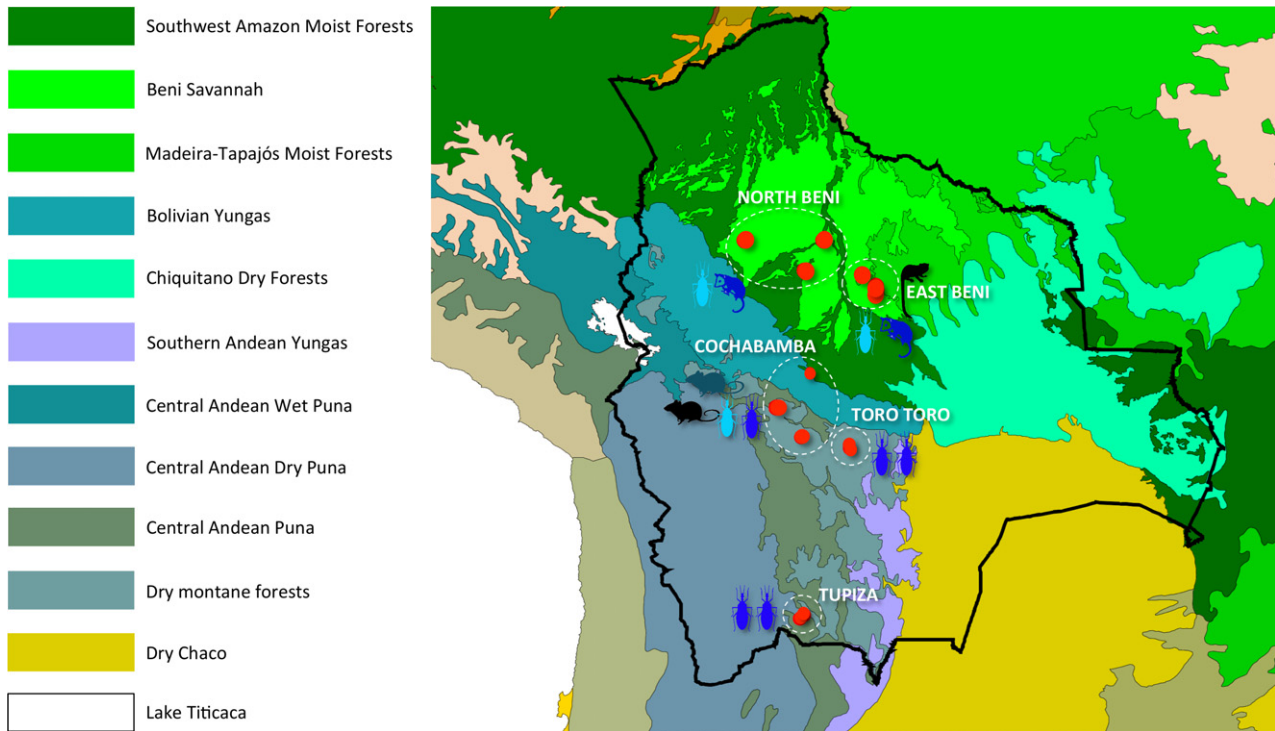 Southwest Amazon Moist Forests
Beni Savannah
Madeira-Tapajós Moist Forests
Bolivian Yungas
Chiquitano Dry Forests
Southern Andean Yungas
Central Andean Wet Puna
Central Andean Dry Puna
Central Andean Puna
Dry montane forests
Dry Chaco
Lake Titicaca
NORTH BENI
EAST BENI
COCHABAMBA
TORO TORO
TUPIZA